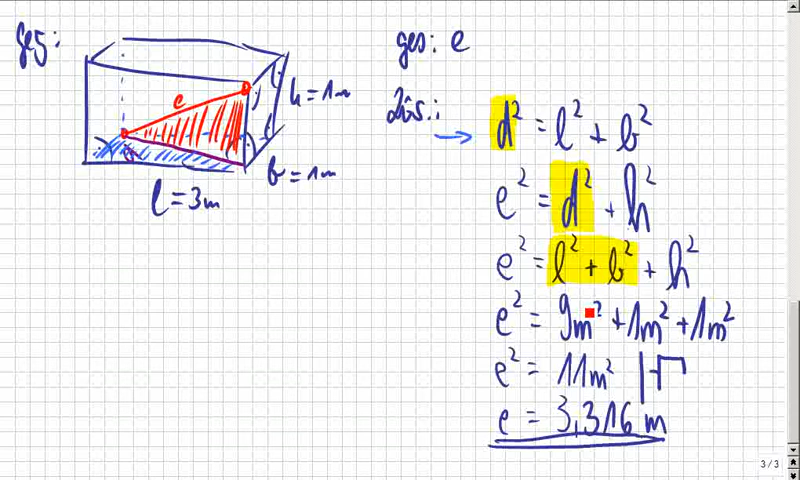 geg:
e
h = 1m
b = 1m
l = 3m
ges: e
Lös.:
d² = l² + b²
e² = d² + h²
e² = l² + b² + h²
e² = 9m² + 1m² + 1m²
e² = 11m² |√
e = 3,316 m
3/3